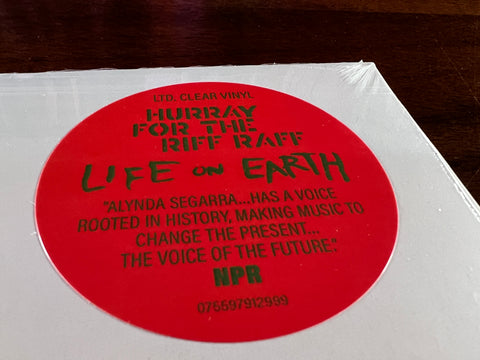 LTD. CLEAR VINYL
HURRAY
FOR THE
RIFF RAFF
LIFE ON EARTH
"ALYNDA SEGARRA...HAS A VOICE
ROOTED IN HISTORY, MAKING MUSIC TO
CHANGE THE PRESENT...
THE VOICE OF THE FUTURE."
NPR
075597912999